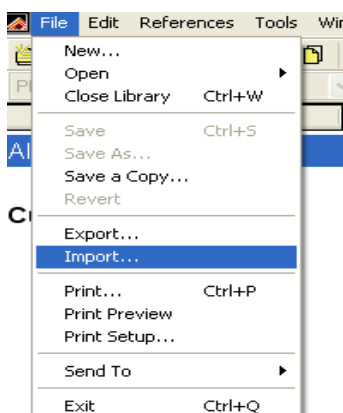 File Edit References Tools
New...
Open
Close Library Ctrl+W
Save Ctrl+S
Save As...
Save a Copy...
Revert
Export...
Import...
Print... Ctrl+P
Print Preview
Print Setup...
Send To
Exit Ctrl+Q